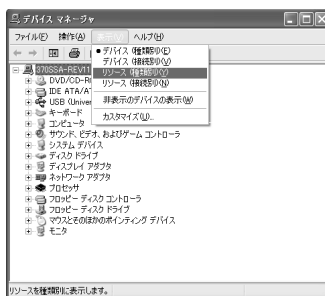 デバイス マネージャ
ファイル(F) 操作(A) 表示(V) ヘルプ(H)
デバイス (種類別)(E)
デバイス (接続別)(V)
リソース (種類別)(Y)
リソース (接続別)(N)
非表示のデバイスの表示(W)
カスタマイズ(U)...
370SSA-REV11
DVD/CD-R
IDE ATA/AT
USB (Univer
キーボード
コンピュータ
サウンド、ビデオ、およびゲーム コントローラ
システム デバイス
ディスク ドライブ
ディスプレイ アダプタ
ネットワーク アダプタ
プロセッサ
フロッピー ディスク コントローラ
フロッピー ディスク ドライブ
マウスとそのほかのポインティング デバイス
モニタ
リソースを種類別に表示します。